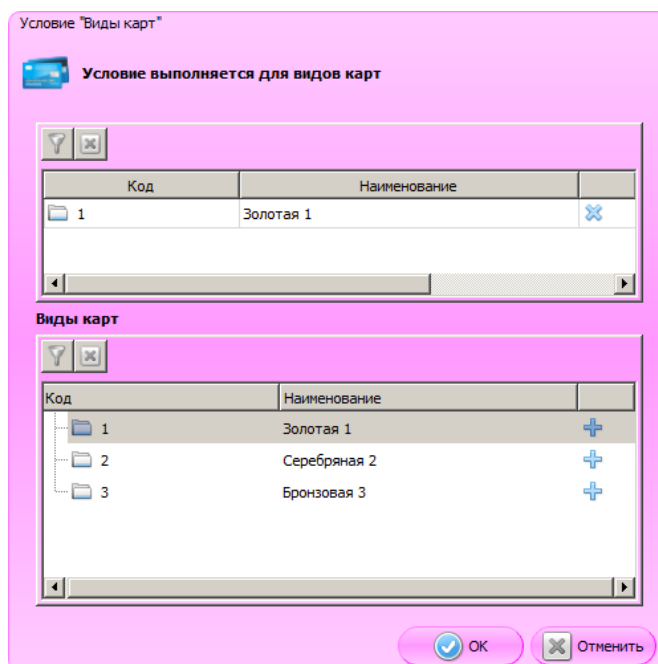 Условие "Виды карт"
Условие выполняется для видов карт
Код Наименование
1 Золотая 1
Виды карт
Код Наименование
1 Золотая 1
2 Серебряная 2
3 Бронзовая 3
ОК Отменить